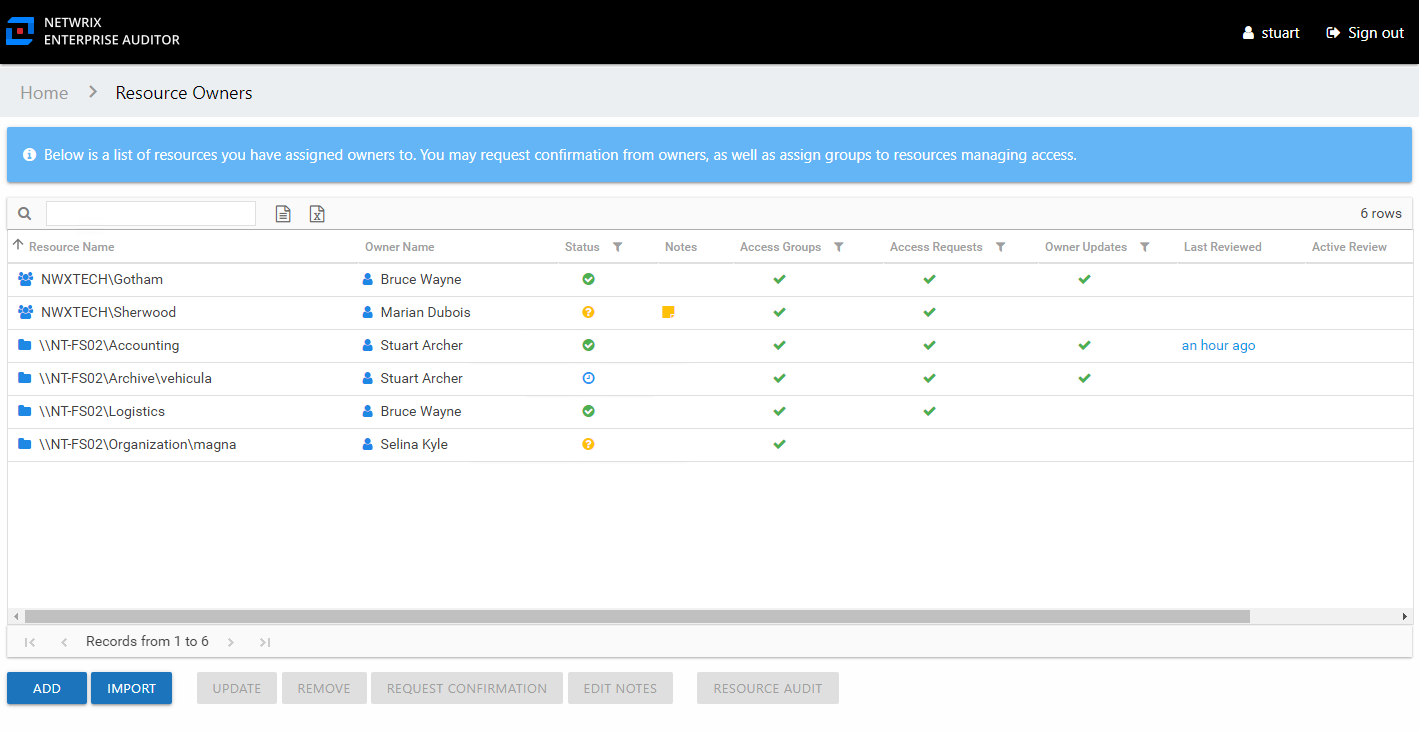 NETWRIX
ENTERPRISE AUDITOR
stuart Sign out
Home > Resource Owners
Below is a list of resources you have assigned owners to. You may request confirmation from owners, as well as assign groups to resources managing access.
6 rows
Resource Name Owner Name Status Notes Access Groups Access Requests Owner Updates Last Reviewed Active Review
NWXTECH\Gotham Bruce Wayne
NWXTECH\Sherwood Marian Dubois
\\NT-FS02\Accounting Stuart Archer an hour ago
\\NT-FS02\Archive\vehicula Stuart Archer
\\NT-FS02\Logistics Bruce Wayne
\\NT-FS02\Organization\magna Selina Kyle
Records from 1 to 6
ADD IMPORT UPDATE REMOVE REQUEST CONFIRMATION EDIT NOTES RESOURCE AUDIT